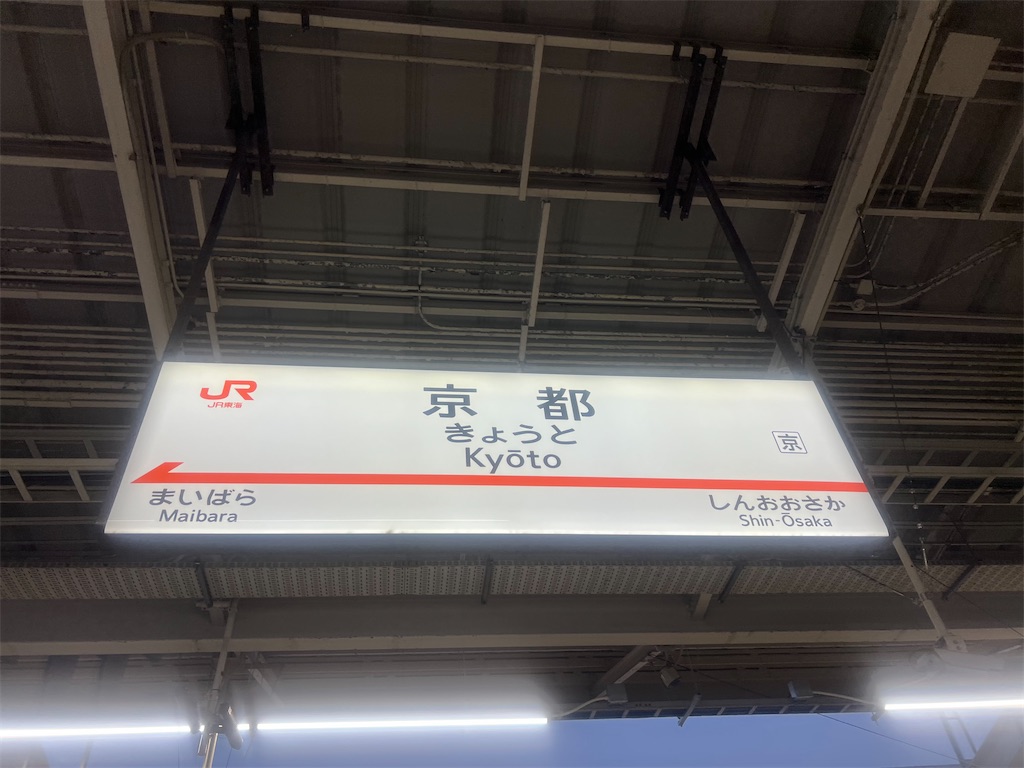 JR
JR東海
京都
きょうと
Kyōto
京
まいばら
Maibara
しんおおさか
Shin-Ōsaka